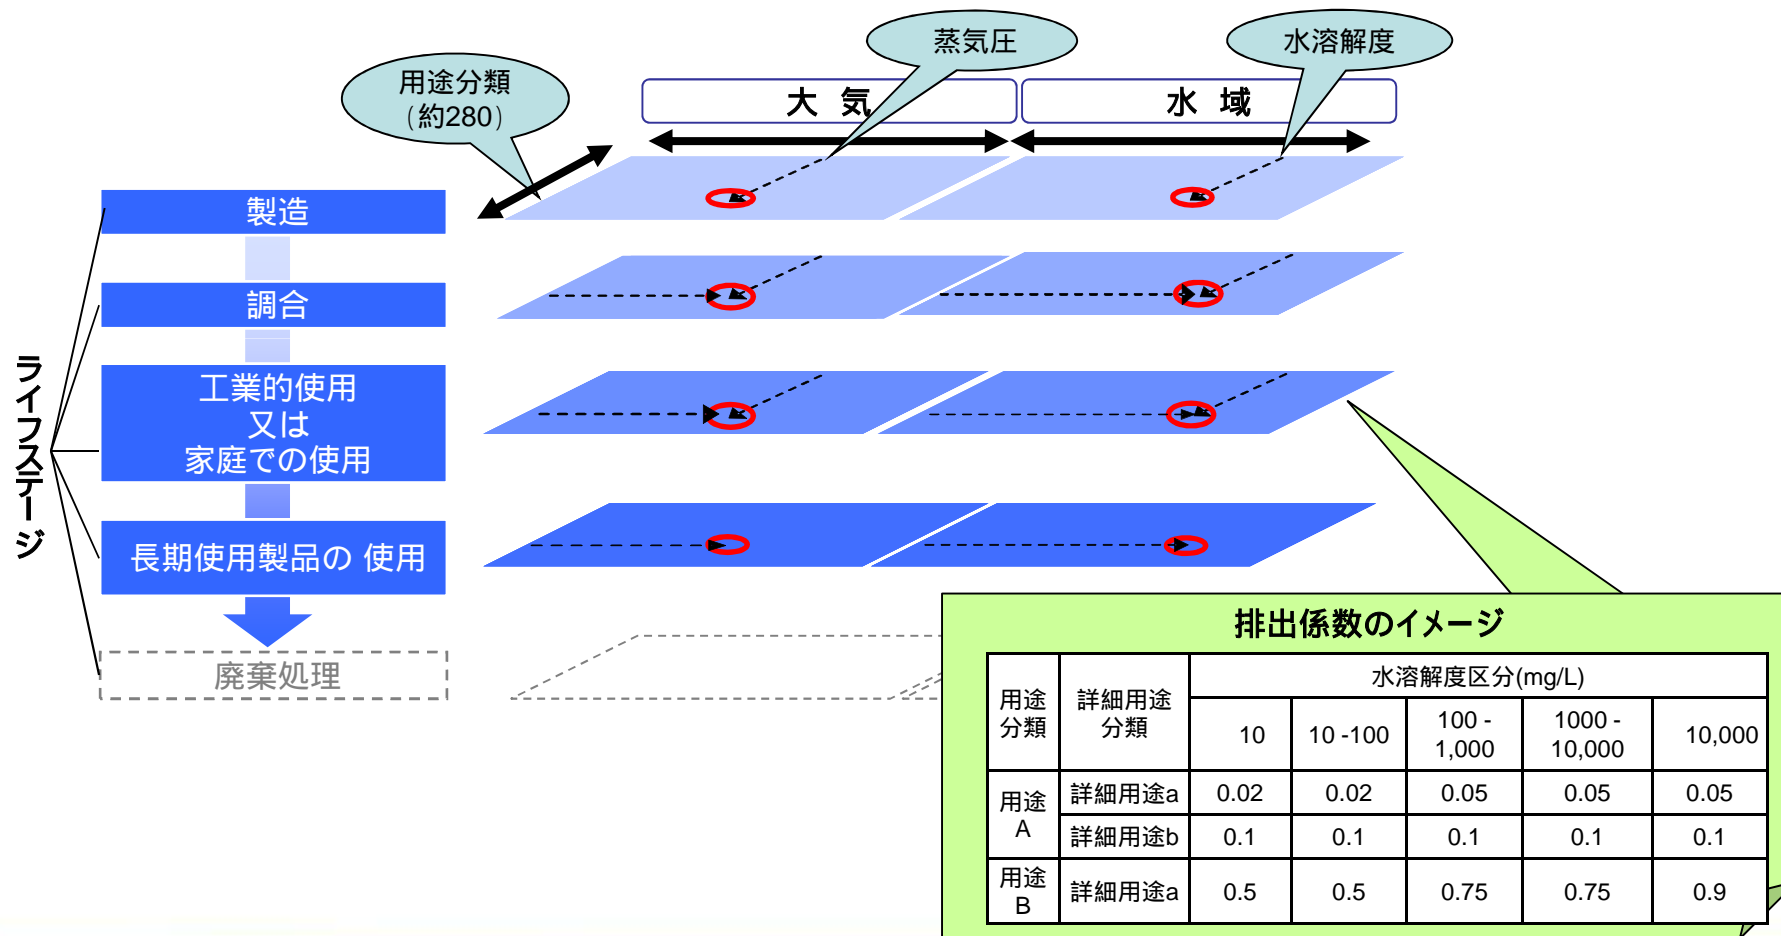 蒸気圧
水溶解度
用途分類
(約280)
大 気
水 域
ライフステージ
製造
調合
工業的使用
又は
家庭での使用
長期使用製品の 使用
廃棄処理
排出係数のイメージ
用途
分類
詳細用途
分類
水溶解度区分(mg/L)
10
10 -100
100 -
1,000
1000 -
10,000
10,000
用途
A
詳細用途a
0.02
0.02
0.05
0.05
0.05
詳細用途b
0.1
0.1
0.1
0.1
0.1
用途
B
詳細用途a
0.5
0.5
0.75
0.75
0.9